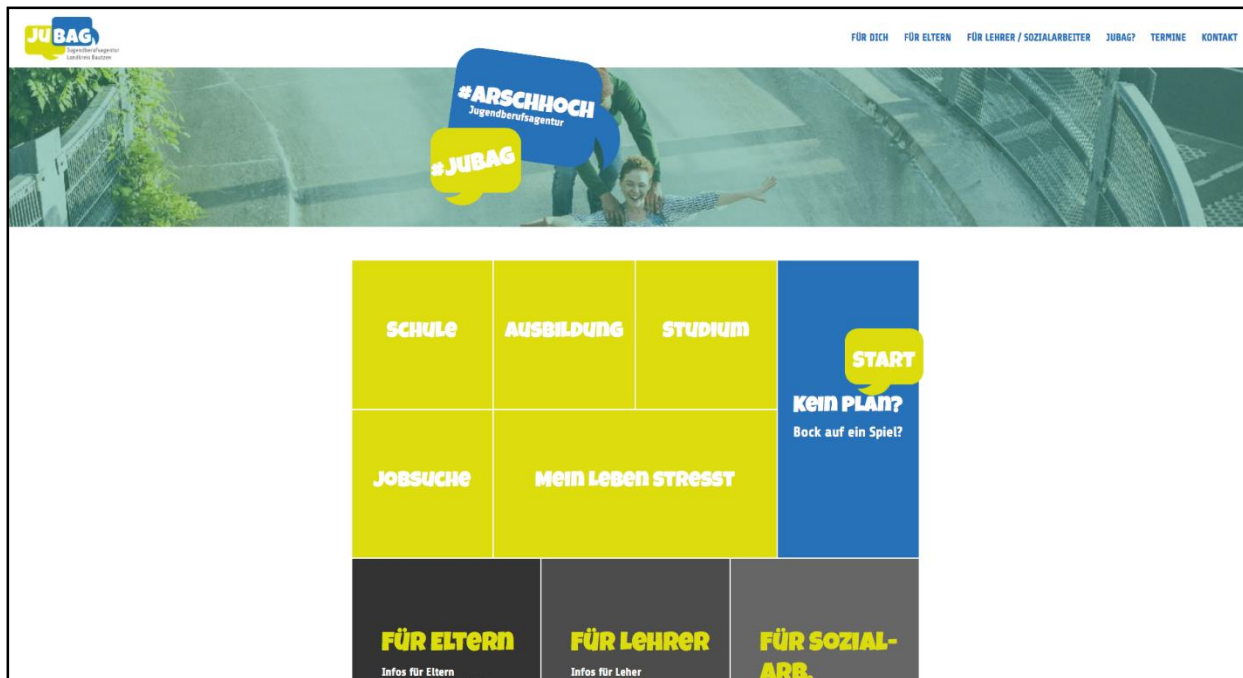 JUBAG
Jugendberufsagentur
Landkreis Bautzen
FÜR DICH FÜR ELTERN FÜR LEHRER / SOZIALARBEITER JUBAG? TERMINE KONTAKT
#ARSCHHOCH
Jugendberufsagentur
#JUBAG
SCHULE AUSBILDUNG STUDIUM
START
KEIN PLAN?
Bock auf ein Spiel?
JOBSUCHE MEIN LEBEN STRESST
FÜR ELTERN FÜR LEHRER FÜR SOZIAL-
ARB.
Infos für Eltern Infos für Leher